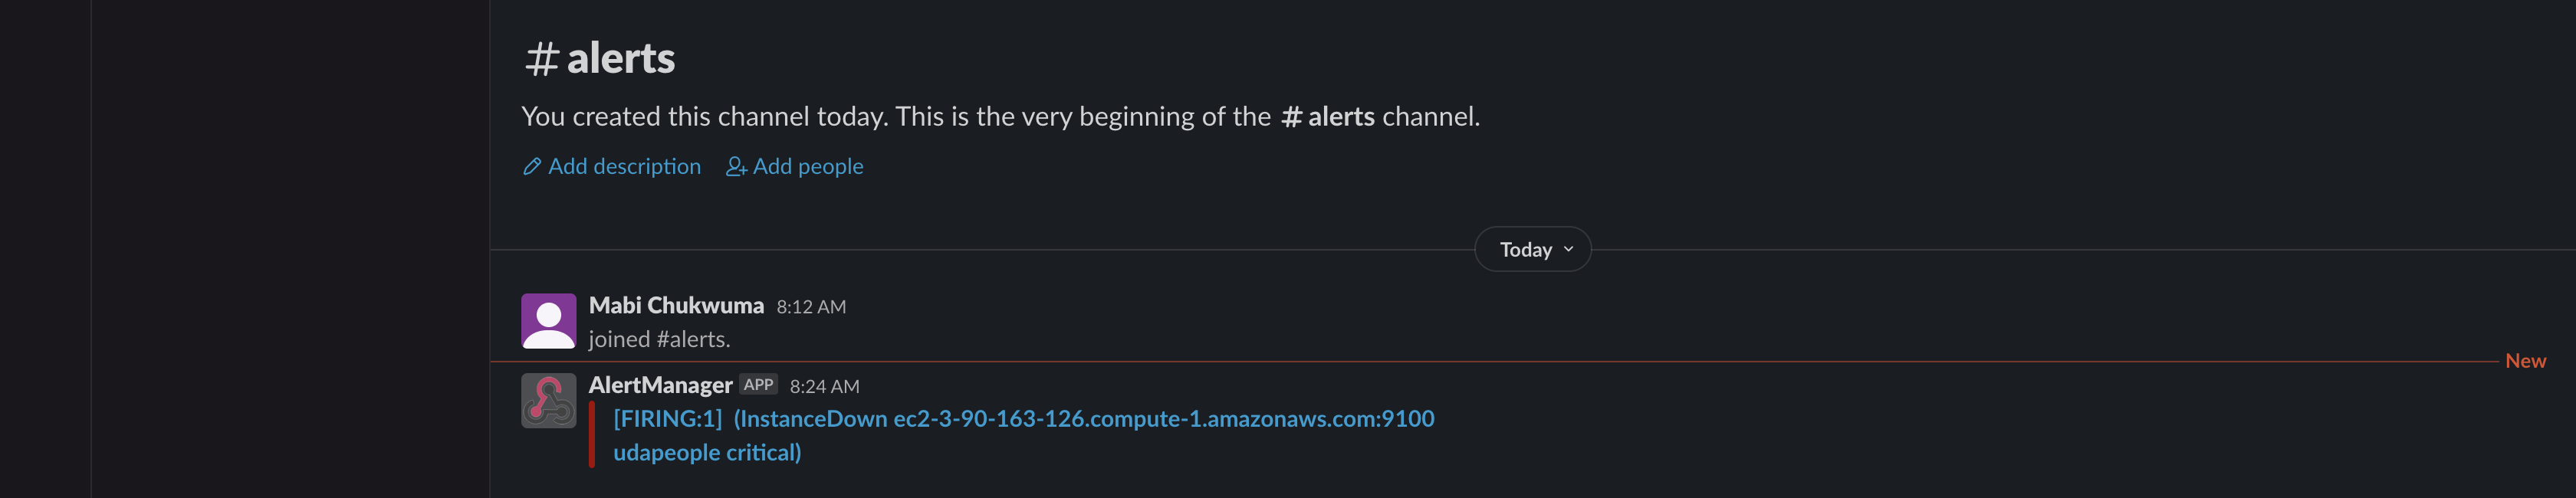 # alerts
You created this channel today. This is the very beginning of the # alerts channel.
Add description Add people
Today
Mabi Chukwuma 8:12 AM
joined #alerts.
New
AlertManager APP 8:24 AM
[FIRING:1] (InstanceDown ec2-3-90-163-126.compute-1.amazonaws.com:9100
udapeople critical)